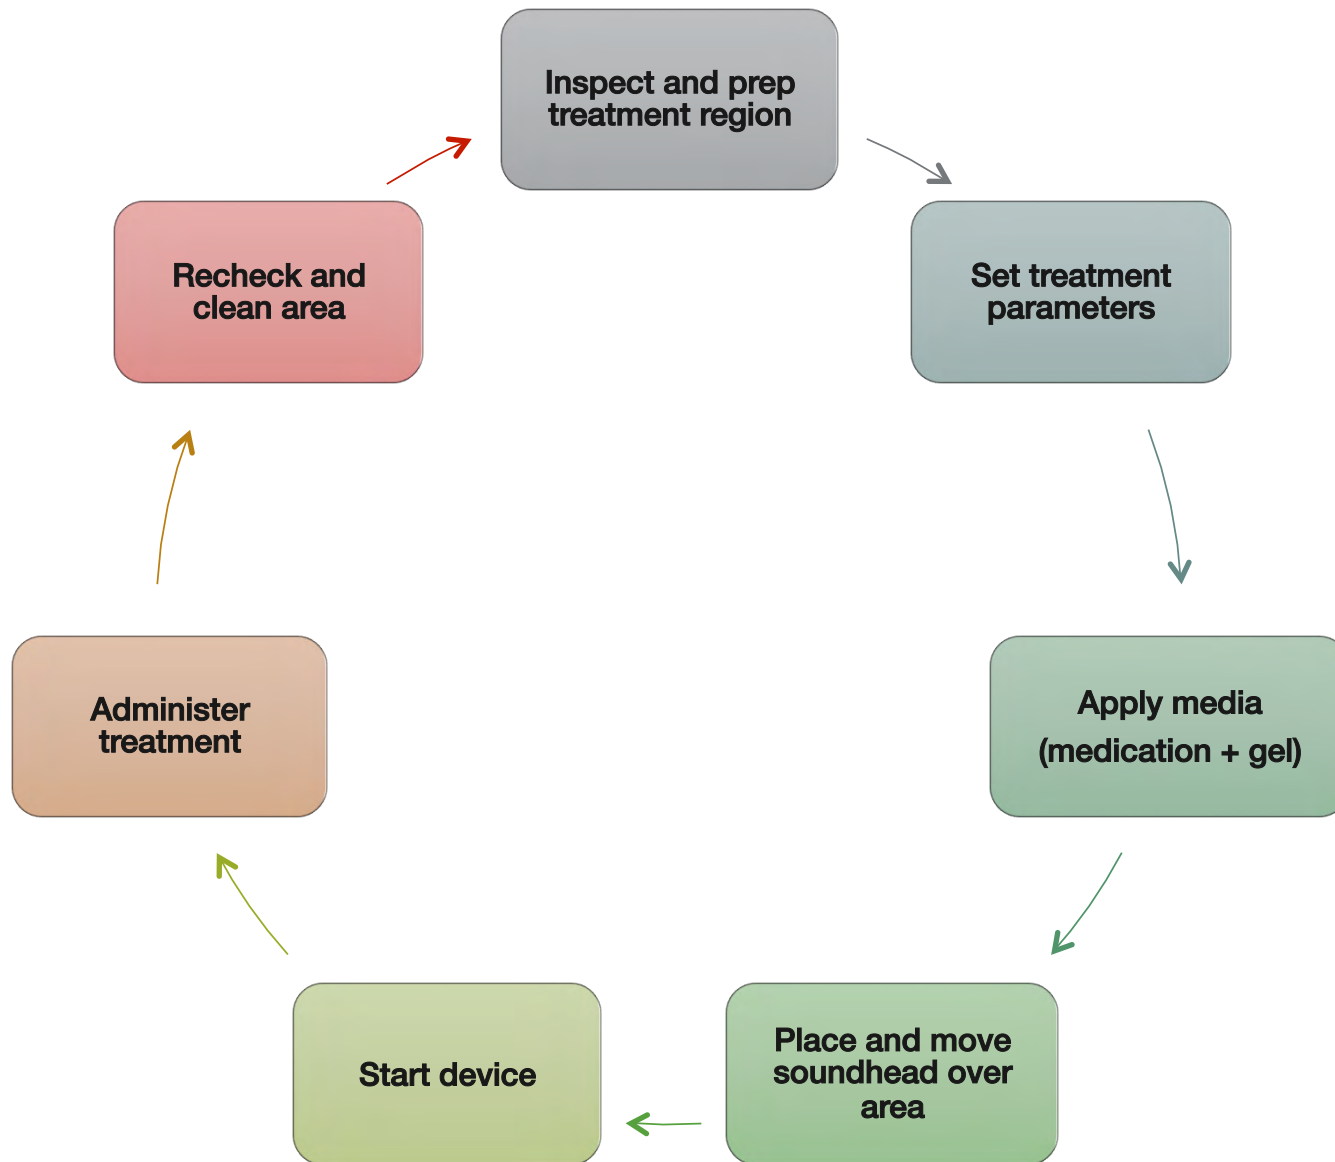 Inspect and prep
treatment region
Set treatment
parameters
Apply media
(medication + gel)
Place and move
soundhead over
area
Start device
Administer
treatment
Recheck and
clean area